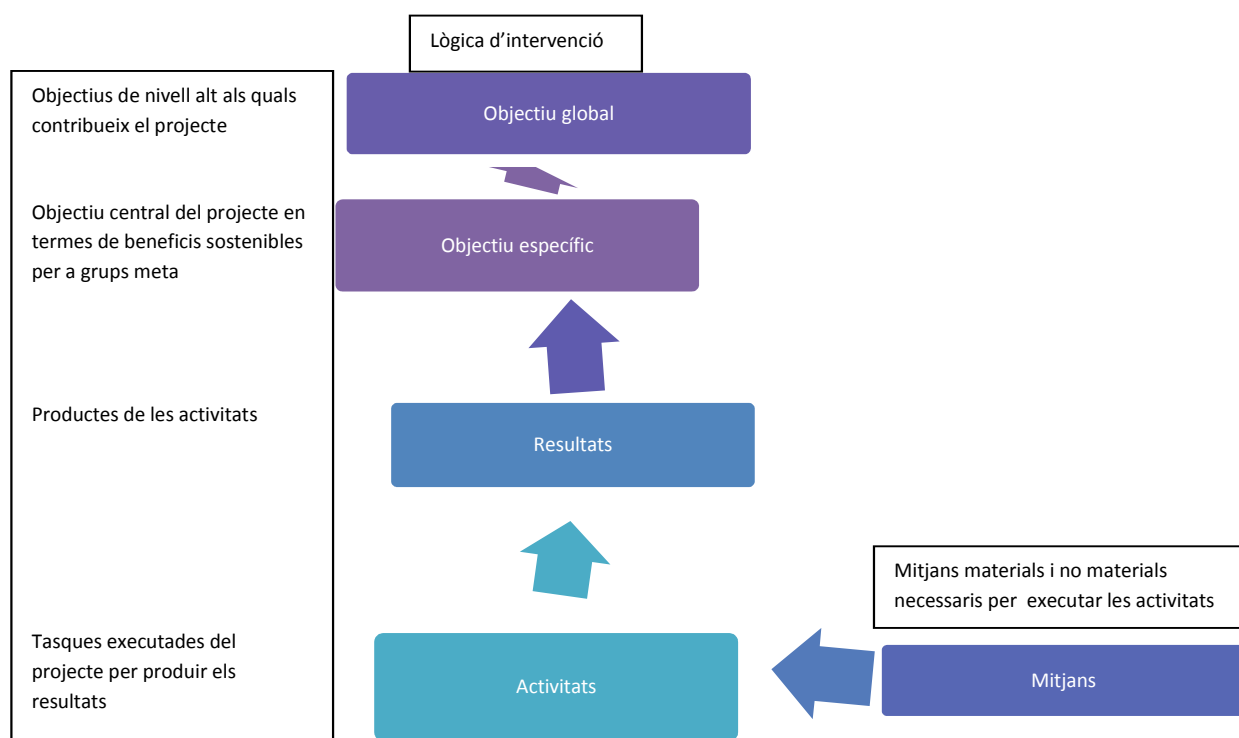 Lògica d’intervenció
Objectius de nivell alt als quals
contribueix el projecte
Objectiu global
Objectiu central del projecte en
termes de beneficis sostenibles
per a grups meta
Objectiu específic
Productes de les activitats
Resultats
Mitjans materials i no materials
necessaris per  executar les activitats
Tasques executades del
projecte per produir els
resultats
Activitats
Mitjans